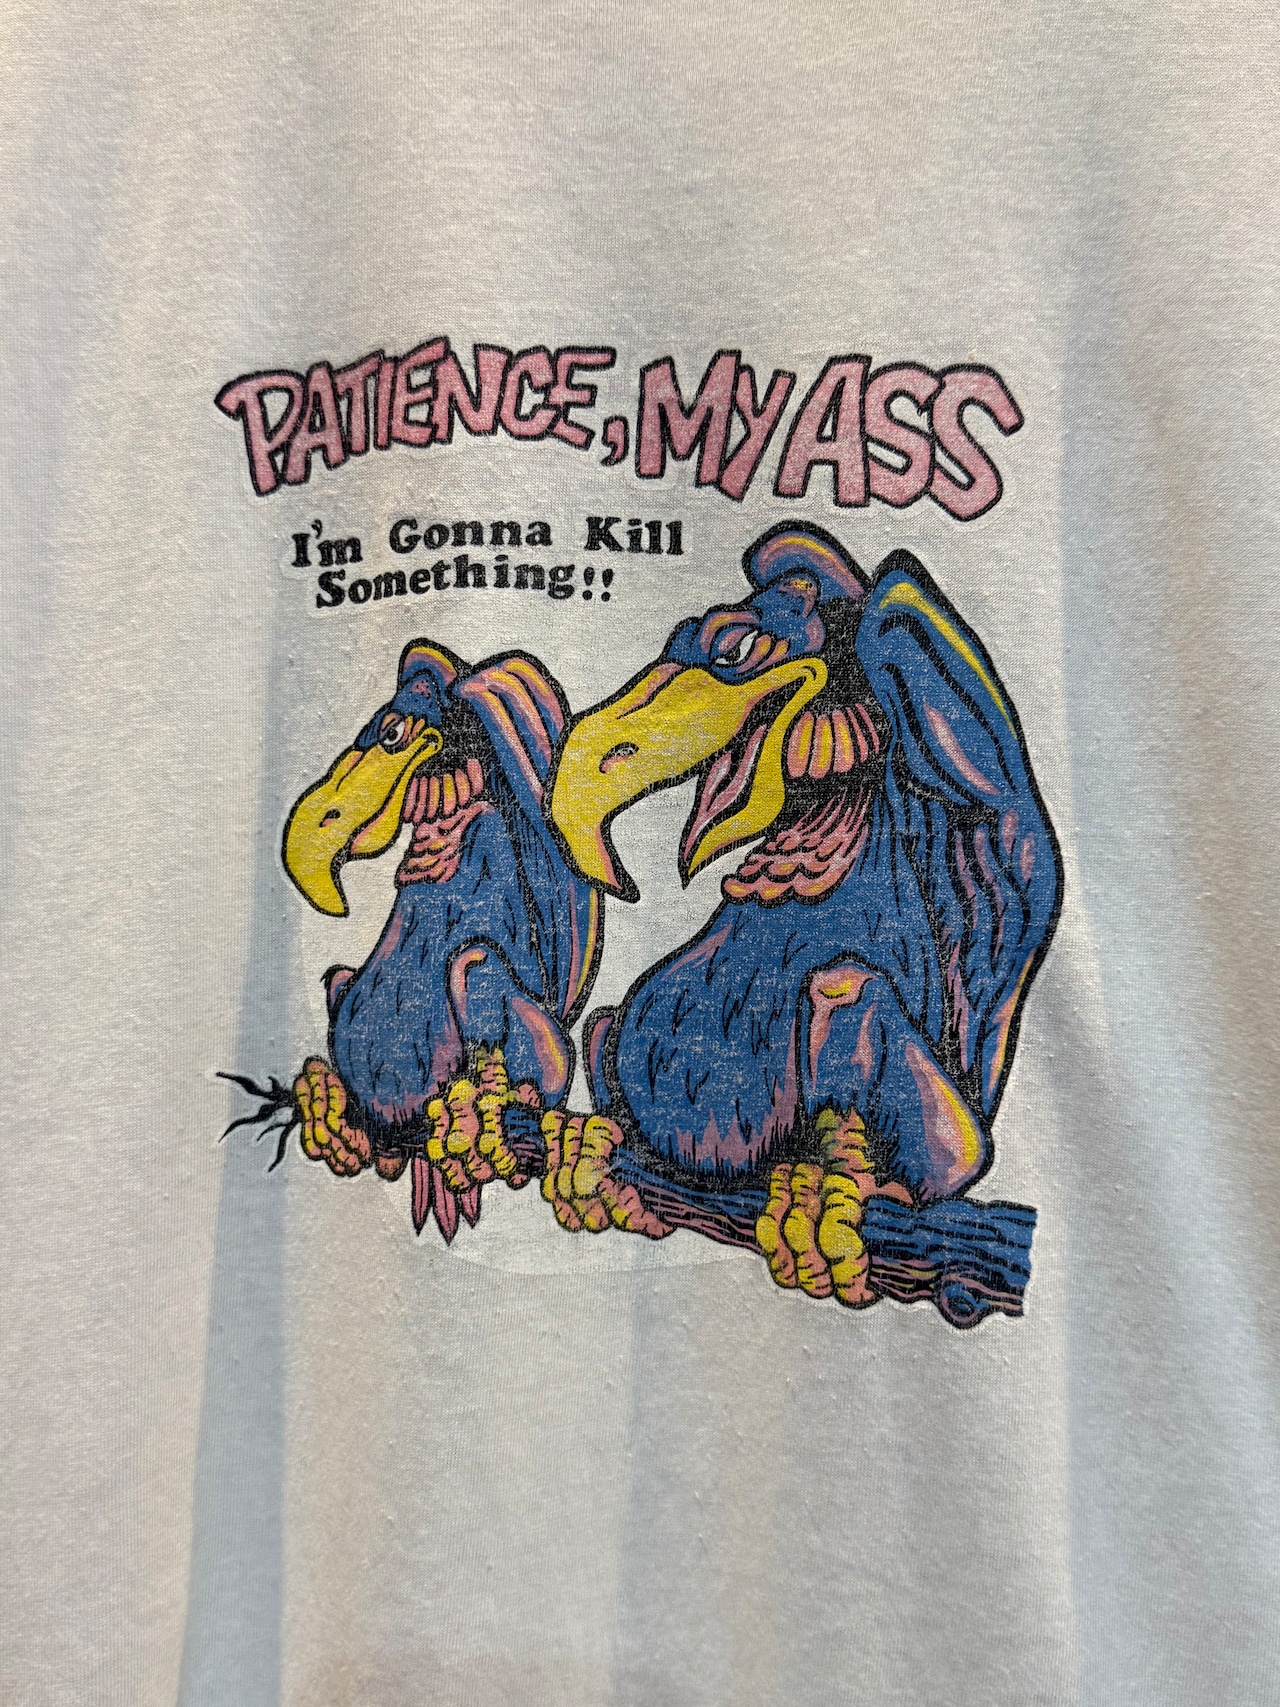 PATIENCE, MY ASS
I'm Gonna Kill
Something!!